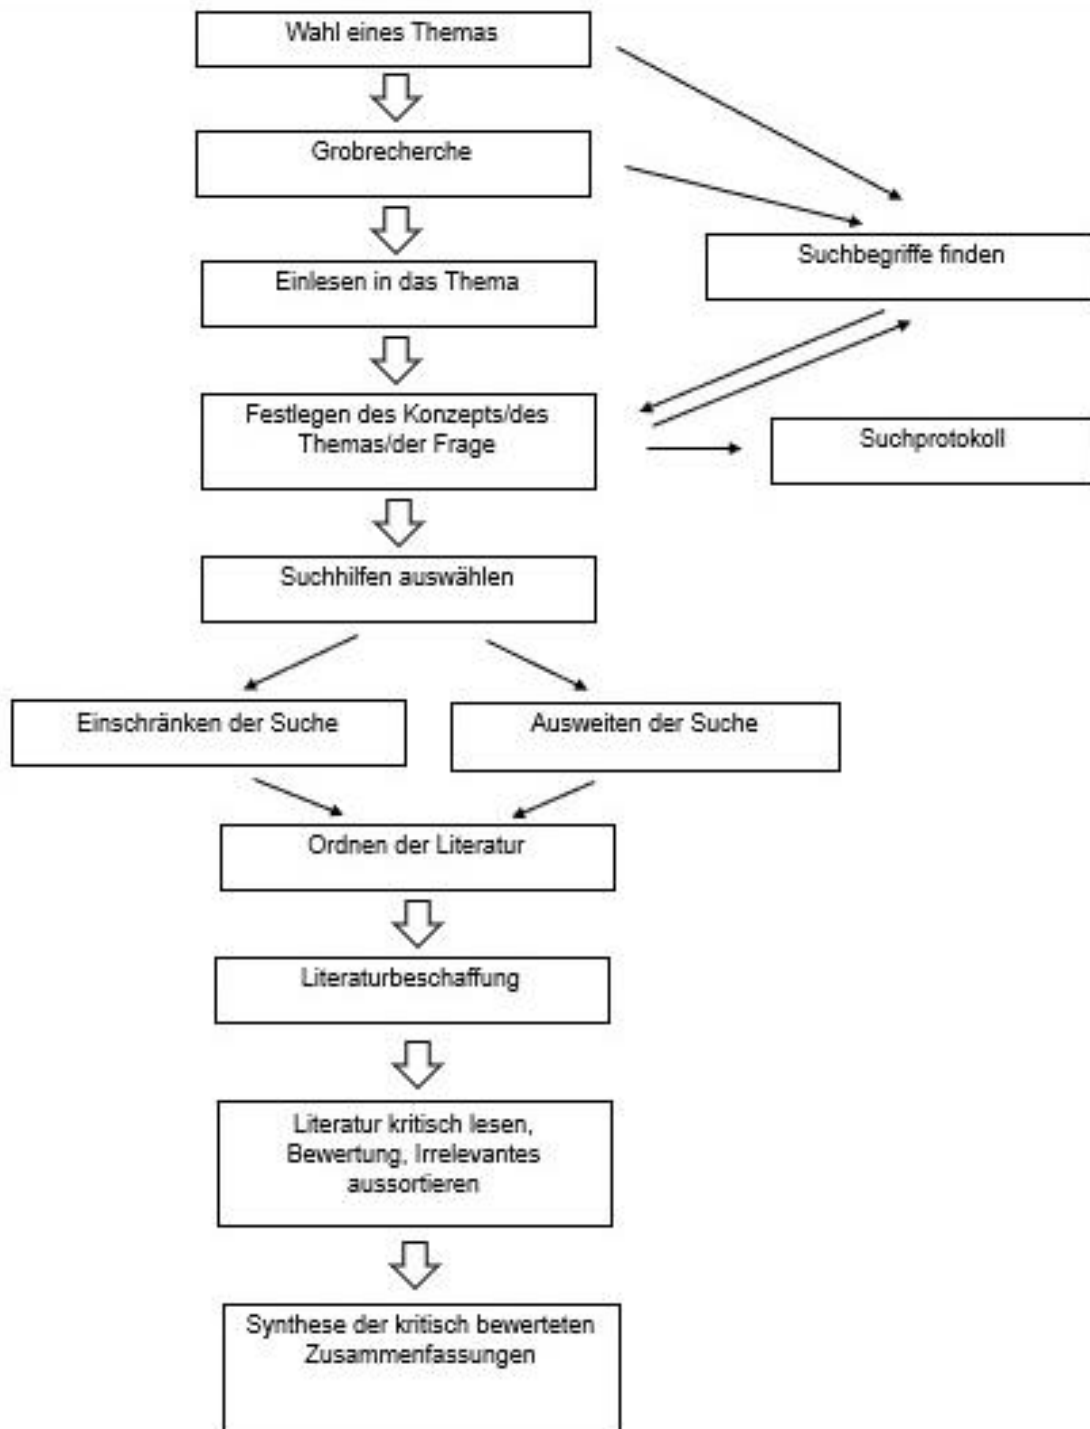 Wahl eines Themas
Grobrecherche
Suchbegriffe finden
Einlesen in das Thema
Festlegen des Konzepts/des
Themas/der Frage
Suchprotokoll
Suchhilfen auswählen
Einschränken der Suche
Ausweiten der Suche
Ordnen der Literatur
Literaturbeschaffung
Literatur kritisch lesen,
Bewertung, Irrelevantes
aussortieren
Synthese der kritisch bewerteten
Zusammenfassungen